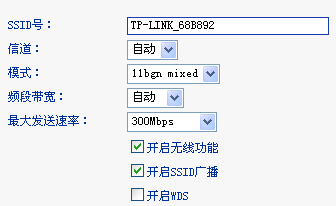 SSID号： TP-LINK_68B892
信道： 自动
模式： 11bgn mixed
频段带宽： 自动
最大发送速率： 300Mbps
开启无线功能
开启SSID广播
开启WDS